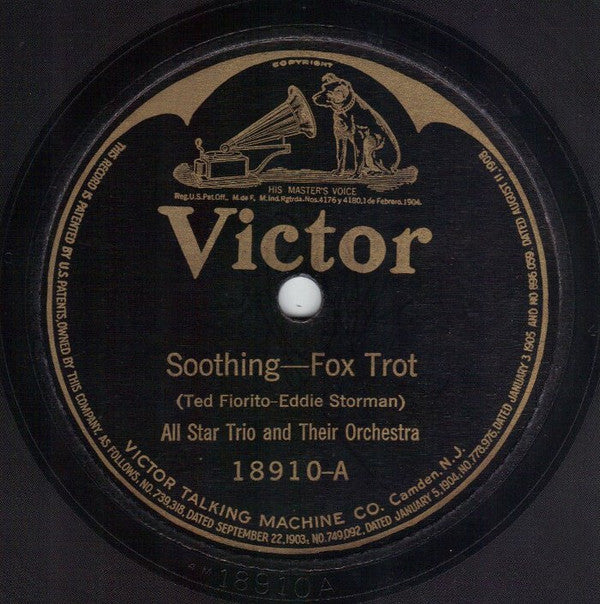 COPYRIGHT
HIS MASTER'S VOICE
Reg.U.S.Pat.Off., M.de F., M.Ind.Rgtrda.Nos.4176 y 4180,1 de Febrero,1904.
Victor
Soothing—Fox Trot
(Ted Fiorito-Eddie Storman)
All Star Trio and Their Orchestra
18910-A
THIS RECORD IS PATENTED BY U.S. PATENTS, OWNED BY THIS COMPANY, AS FOLLOWS, NO.739,318, DATED SEPTEMBER 22,1903; NO.749,092, DATED JANUARY 5,1904, NO.778,976, DATED JANUARY 3,1905 AND NO 896,059, DATED AUGUST 1,1908
VICTOR TALKING MACHINE CO. Camden. N.J.
18910A